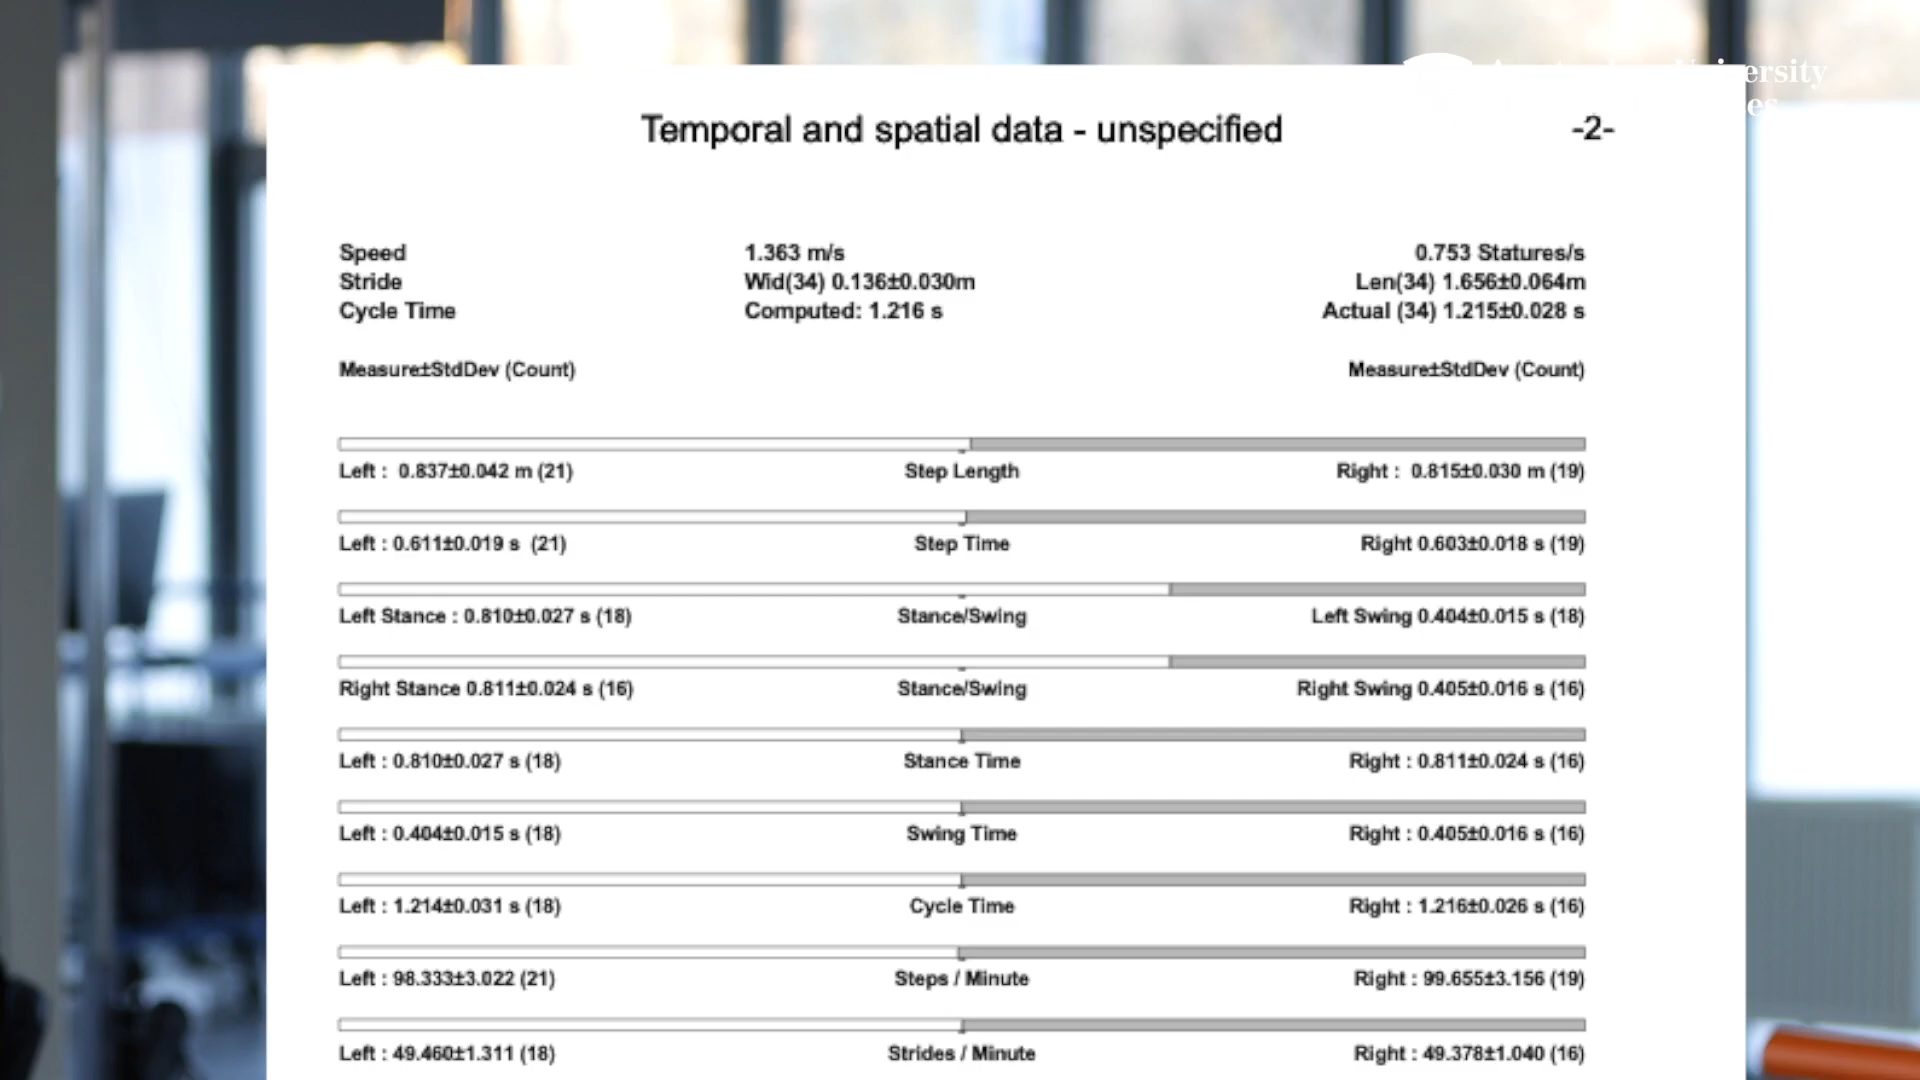 ersity
es
Temporal and spatial data - unspecified -2-
Speed 1.363 m/s 0.753 Statures/s
Stride Wid(34) 0.136±0.030m Len(34) 1.656±0.064m
Cycle Time Computed: 1.216 s Actual (34) 1.215±0.028 s
Measure±StdDev (Count) Measure±StdDev (Count)
Left : 0.837±0.042 m (21) Step Length Right : 0.815±0.030 m (19)
Left : 0.611±0.019 s (21) Step Time Right 0.603±0.018 s (19)
Left Stance : 0.810±0.027 s (18) Stance/Swing Left Swing 0.404±0.015 s (18)
Right Stance 0.811±0.024 s (16) Stance/Swing Right Swing 0.405±0.016 s (16)
Left : 0.810±0.027 s (18) Stance Time Right : 0.811±0.024 s (16)
Left : 0.404±0.015 s (18) Swing Time Right : 0.405±0.016 s (16)
Left : 1.214±0.031 s (18) Cycle Time Right : 1.216±0.026 s (16)
Left : 98.333±3.022 (21) Steps / Minute Right : 99.655±3.156 (19)
Left : 49.460±1.311 (18) Strides / Minute Right : 49.378±1.040 (16)